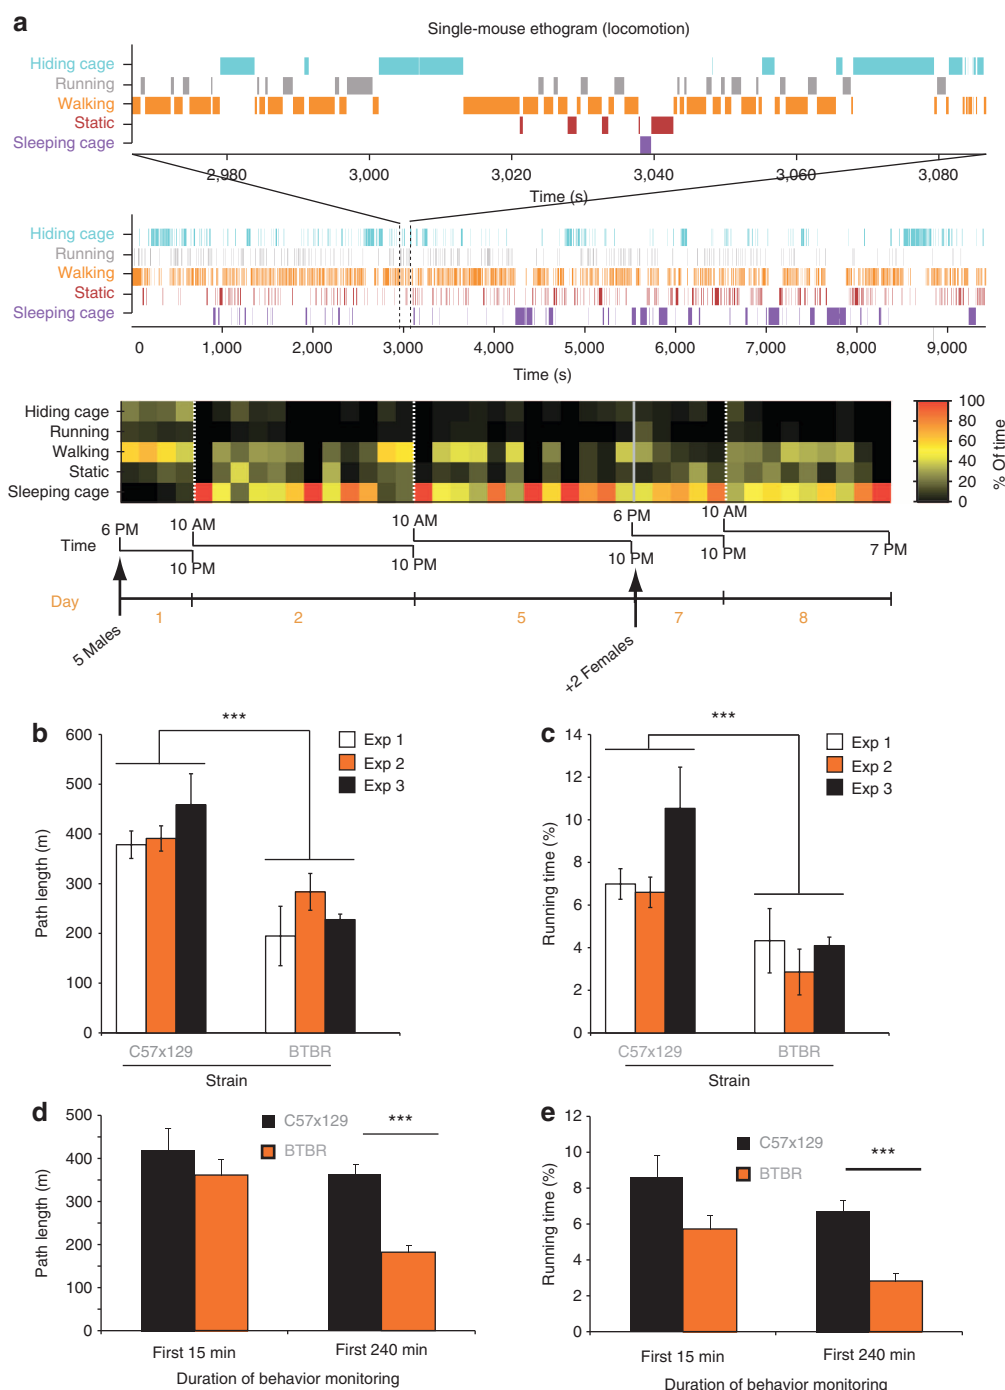 a
Single-mouse ethogram (locomotion)
Hiding cage
Running
Walking
Static
Sleeping cage
2,980 3,000 3,020 3,040 3,060 3,080
Time (s)
Hiding cage
Running
Walking
Static
Sleeping cage
0 1,000 2,000 3,000 4,000 5,000 6,000 7,000 8,000 9,000
Time (s)
Hiding cage
Running
Walking
Static
Sleeping cage
100
80
60
40
20
0
% Of time
6 PM 10 AM 10 AM 6 PM 10 AM
Time
10 PM 10 PM 10 PM 10 PM 7 PM
Day 1 2 5 7 8
5 Males
+2 Females
b
***
Exp 1
Exp 2
Exp 3
600
500
400
300
200
100
0
Path length (m)
C57x129 BTBR
Strain
c
***
Exp 1
Exp 2
Exp 3
14
12
10
8
6
4
2
0
Running time (%)
C57x129 BTBR
Strain
d
C57x129
BTBR
***
500
400
300
200
100
0
Path length (m)
First 15 min First 240 min
Duration of behavior monitoring
e
C57x129
BTBR
***
12
10
8
6
4
2
0
Running time (%)
First 15 min First 240 min
Duration of behavior monitoring